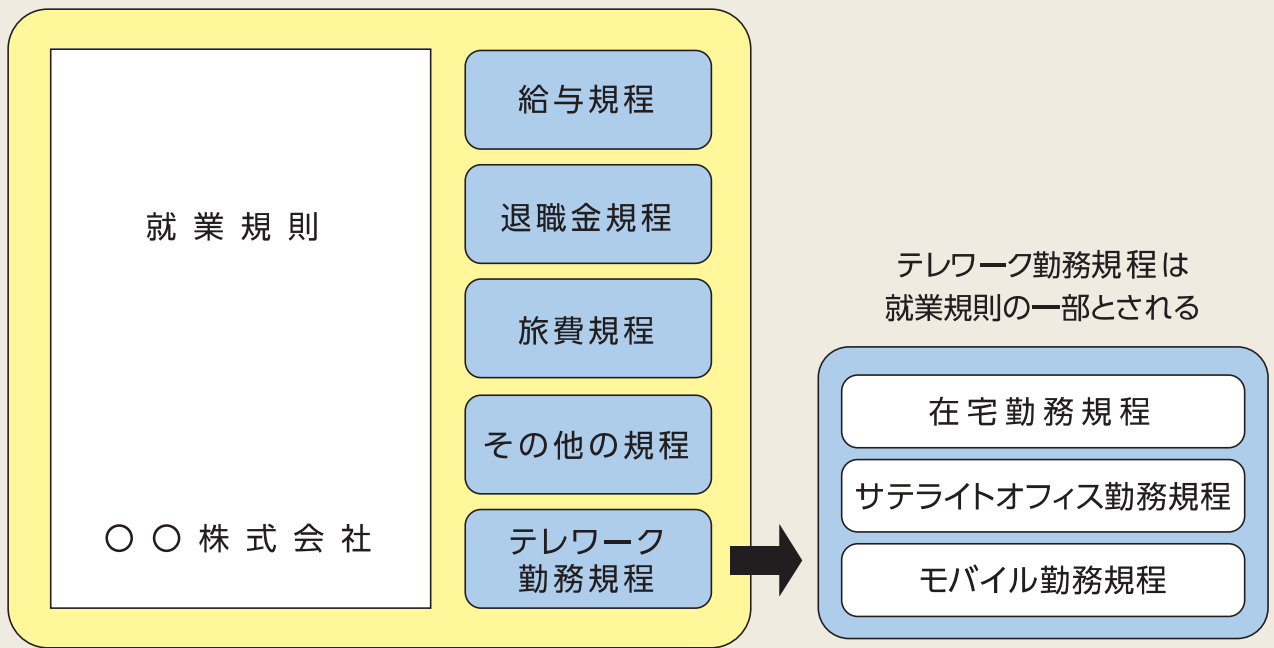 就業規則
〇〇株式会社
給与規程
退職金規程
旅費規程
その他の規程
テレワーク
勤務規程
テレワーク勤務規程は
就業規則の一部とされる
在宅勤務規程
サテライトオフィス勤務規程
モバイル勤務規程